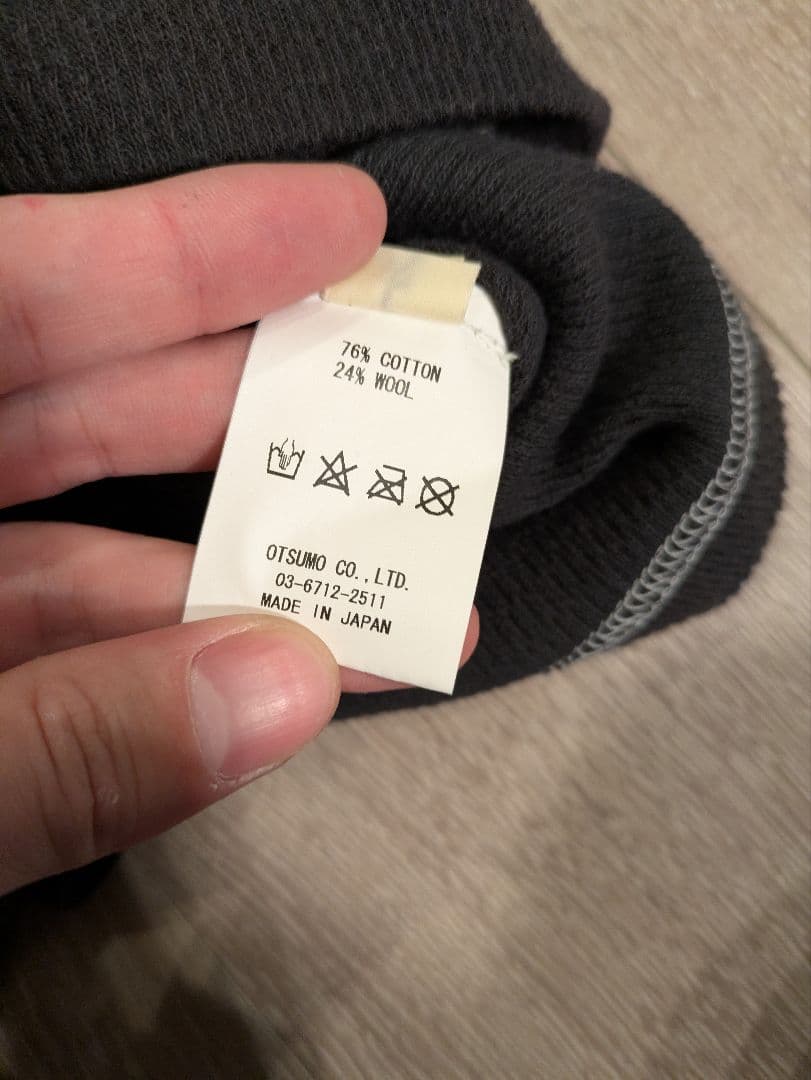 76% COTTON
24% WOOL
OTSUMO CO.,LTD.
03-6712-2511
MADE IN JAPAN